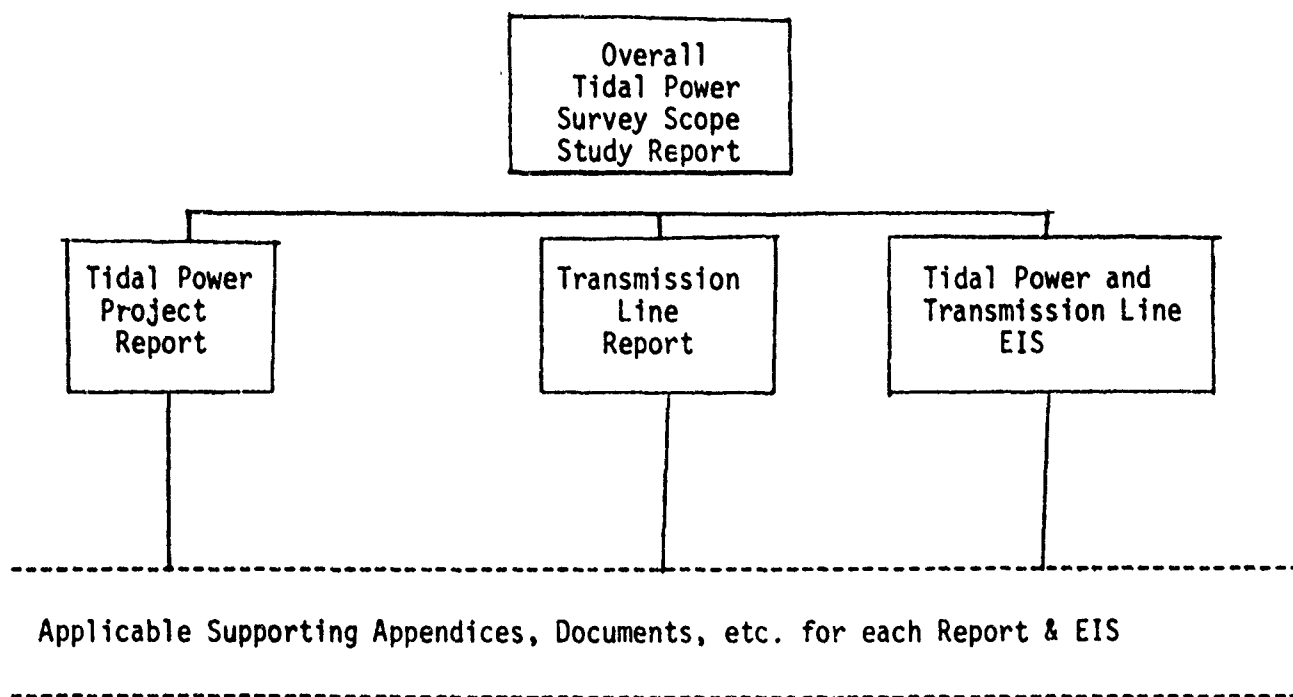 Overall
Tidal Power
Survey Scope
Study Report
Tidal Power
Project
Report
Transmission
Line
Report
Tidal Power and
Transmission Line
EIS
Applicable Supporting Appendices, Documents, etc. for each Report & EIS